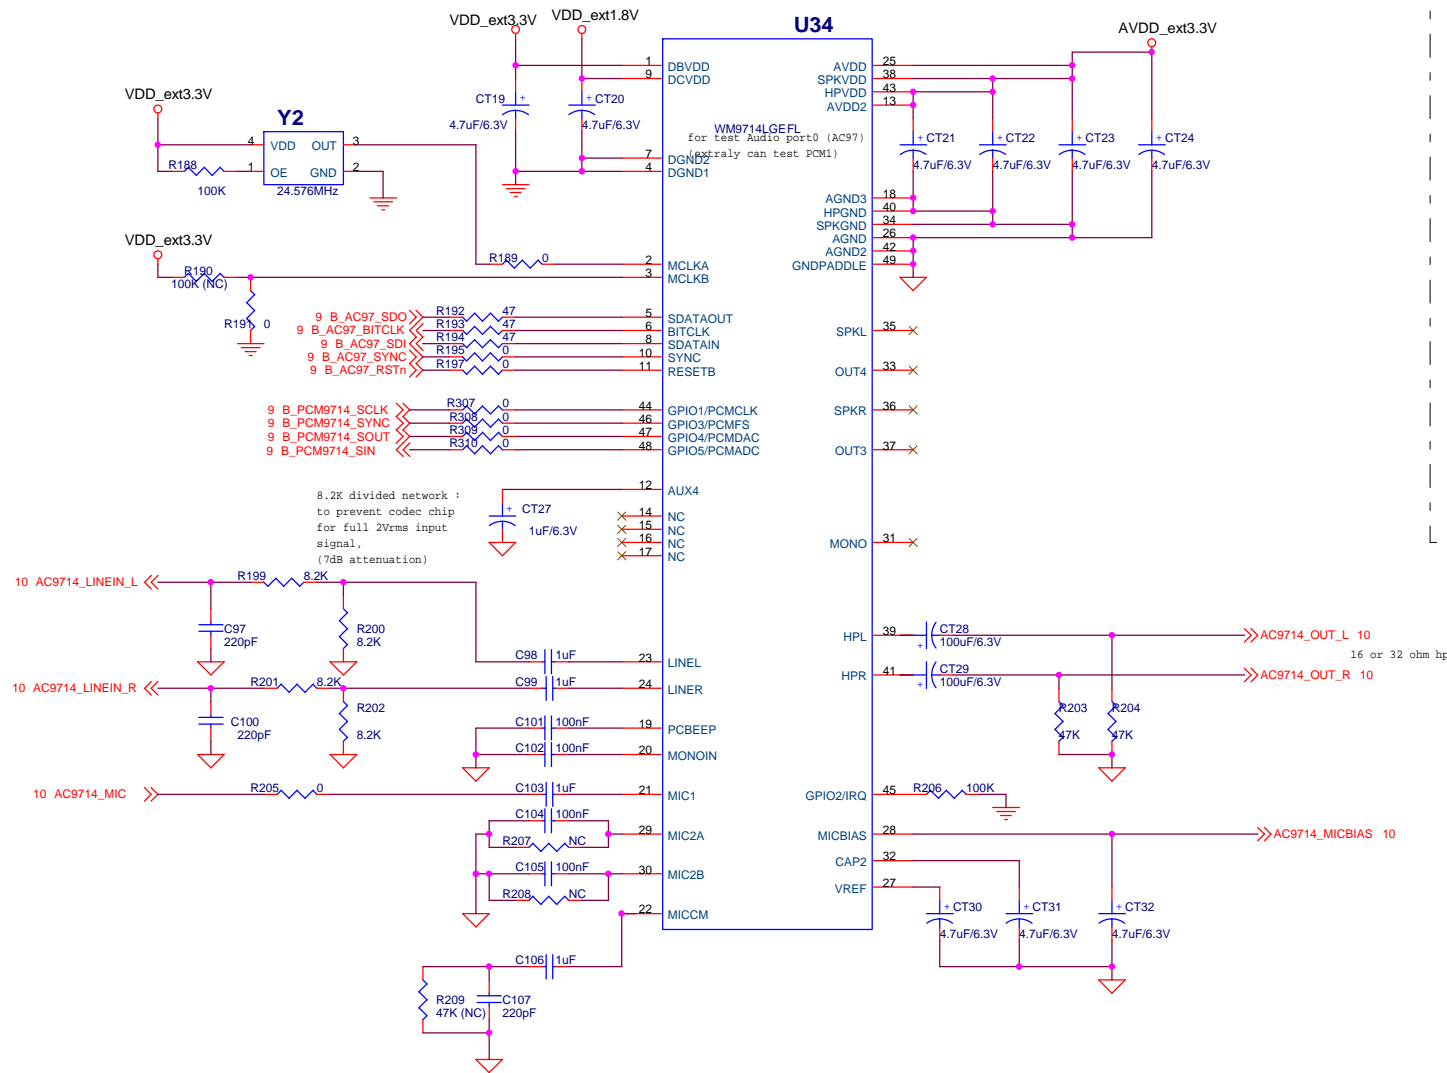 VDD_ext3.3V
VDD_ext1.8V
U34
AVDD_ext3.3V
1 DBVDD
9 DCVDD
AVDD 25
SPKVDD 38
HPVDD 43
AVDD2 13
CT19
4.7uF/6.3V
CT20
4.7uF/6.3V
WM9714LGEFL
for test Audio port0 (AC97)
(extraly can test PCM1)
7 DGND2
4 DGND1
CT21
4.7uF/6.3V
CT22
4.7uF/6.3V
CT23
4.7uF/6.3V
CT24
4.7uF/6.3V
VDD_ext3.3V
Y2
4 VDD OUT 3
1 OE GND 2
24.576MHz
R188
100K
AGND3 18
HPGND 40
SPKGND 34
AGND 26
AGND2 42
GNDPADDLE 49
VDD_ext3.3V
R189 0
2 MCLKA
R190
100K (NC)
3 MCLKB
R191 0
9 B_AC97_SDO R192 47 5 SDATAOUT
9 B_AC97_BITCLK R193 47 6 BITCLK
9 B_AC97_SDI R194 47 8 SDATAIN
9 B_AC97_SYNC R195 0 10 SYNC
9 B_AC97_RSTn R197 0 11 RESETB
SPKL 35
OUT4 33
SPKR 36
OUT3 37
9 B_PCM9714_SCLK R307 0 44 GPIO1/PCMCLK
9 B_PCM9714_SYNC R308 0 46 GPIO3/PCMFS
9 B_PCM9714_SOUT R309 0 47 GPIO4/PCMDAC
9 B_PCM9714_SIN R310 0 48 GPIO5/PCMADC
8.2K divided network :
to prevent codec chip
for full 2Vrms input
signal,
(7dB attenuation)
12 AUX4
CT27
1uF/6.3V
14 NC
15 NC
16 NC
17 NC
MONO 31
10 AC9714_LINEIN_L
R199 8.2K
C97
220pF
R200
8.2K
C98 1uF
23 LINEL
10 AC9714_LINEIN_R
R201 8.2K
C99 1uF
24 LINER
C100
220pF
R202
8.2K
C101 100nF
19 PCBEEP
C102 100nF
20 MONOIN
HPL 39
CT28
100uF/6.3V
AC9714_OUT_L 10
16 or 32 ohm hp
HPR 41
CT29
100uF/6.3V
AC9714_OUT_R 10
R203
47K
R204
47K
10 AC9714_MIC
R205 0
C103 1uF
21 MIC1
GPIO2/IRQ 45
R206 100K
C104 100nF
R207 NC
29 MIC2A
MICBIAS 28
AC9714_MICBIAS 10
C105 100nF
R208 NC
30 MIC2B
CAP2 32
VREF 27
22 MICCM
CT30
4.7uF/6.3V
CT31
4.7uF/6.3V
CT32
4.7uF/6.3V
C106 1uF
R209
47K (NC)
C107
220pF